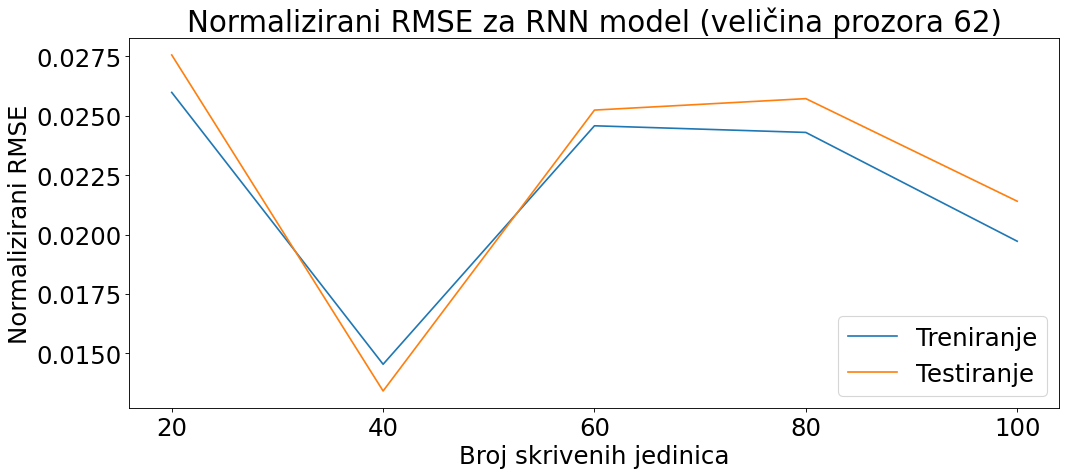 Normalizirani RMSE za RNN model (veličina prozora 62)
Normalizirani RMSE
0.0275
0.0250
0.0225
0.0200
0.0175
0.0150
Treniranje
Testiranje
20 40 60 80 100
Broj skrivenih jedinica